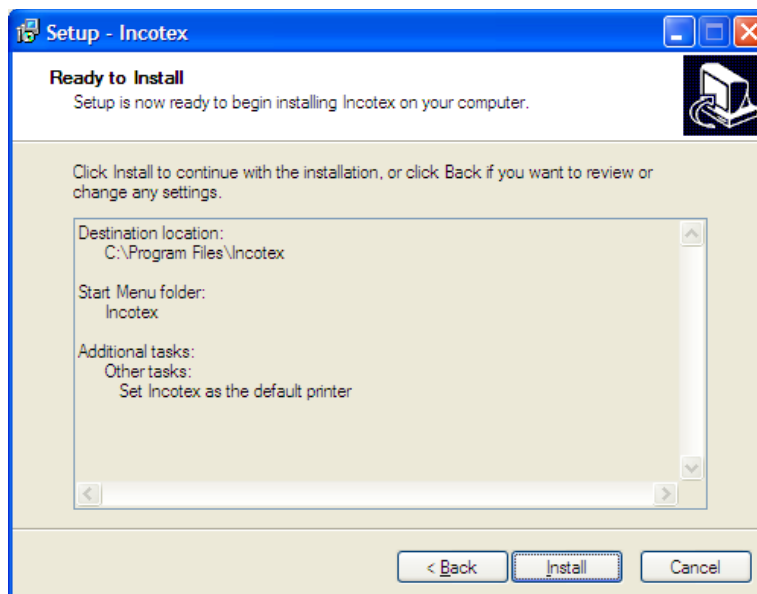 Setup - Incotex
Ready to Install
Setup is now ready to begin installing Incotex on your computer.
Click Install to continue with the installation, or click Back if you want to review or
change any settings.
Destination location:
C:\Program Files\Incotex
Start Menu folder:
Incotex
Additional tasks:
Other tasks:
Set Incotex as the default printer
< Back
Install
Cancel